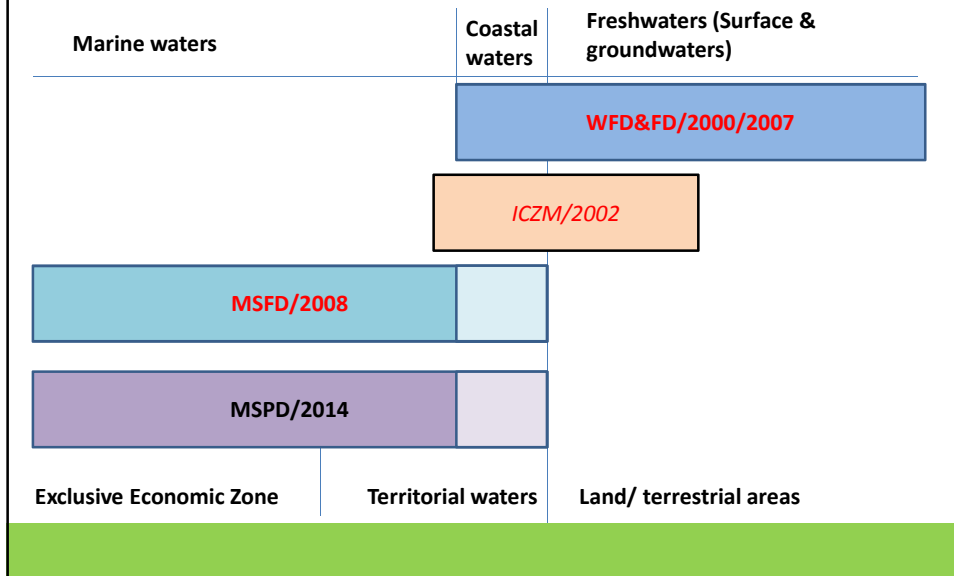 Marine waters
Coastal
waters
Freshwaters (Surface &
groundwaters)
WFD&FD/2000/2007
ICZM/2002
MSFD/2008
MSPD/2014
Exclusive Economic Zone
Territorial waters
Land/ terrestrial areas